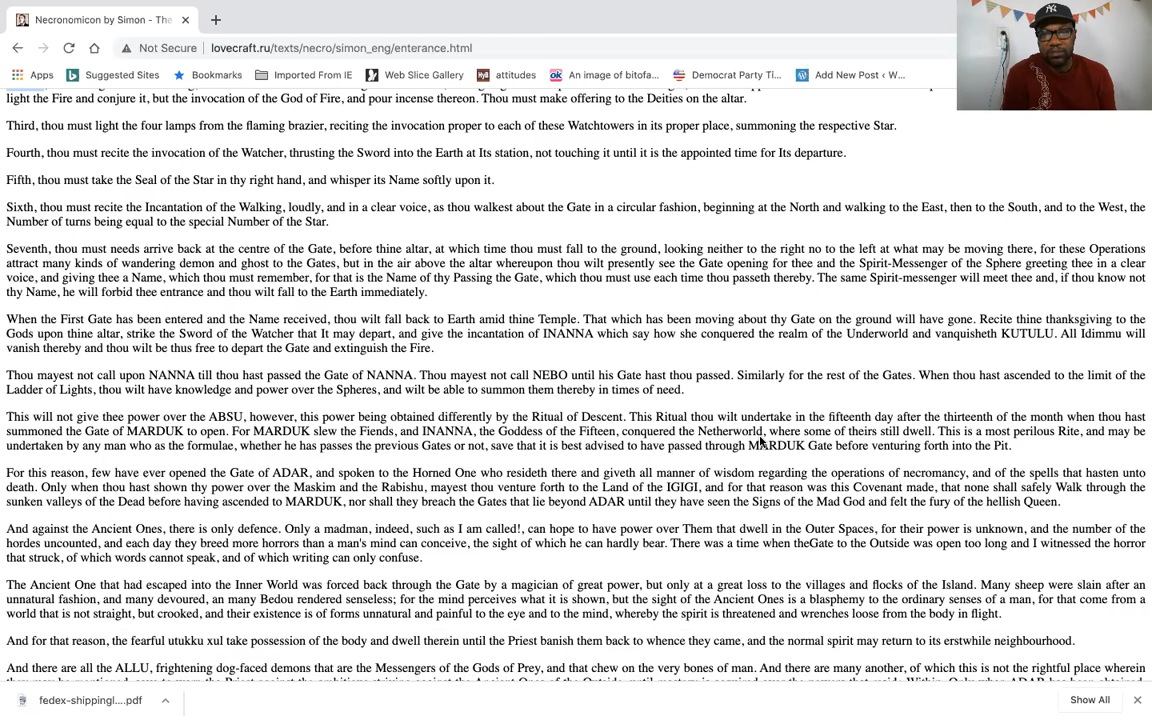 Necronomicon by Simon - The
Not Secure
lovecraft.ru/texts/necro/simon_eng/enterance.html
Apps
Suggested Sites
Bookmarks
Imported From IE
Web Slice Gallery
attitudes
An image of bitofa...
Democrat Party Ti...
Add New Post ‹ W...
light the Fire and conjure it, but the invocation of the God of Fire, and pour incense thereon. Thou must make offering to the Deities on the altar.
Third, thou must light the four lamps from the flaming brazier, reciting the invocation proper to each of these Watchtowers in its proper place, summoning the respective Star.
Fourth, thou must recite the invocation of the Watcher, thrusting the Sword into the Earth at Its station, not touching it until it is the appointed time for Its departure.
Fifth, thou must take the Seal of the Star in thy right hand, and whisper its Name softly upon it.
Sixth, thou must recite the Incantation of the Walking, loudly, and in a clear voice, as thou walkest about the Gate in a circular fashion, beginning at the North and walking to the East, then to the South, and to the West, the
Number of turns being equal to the special Number of the Star.
Seventh, thou must needs arrive back at the centre of the Gate, before thine altar, at which time thou must fall to the ground, looking neither to the right no to the left at what may be moving there, for these Operations
attract many kinds of wandering demon and ghost to the Gates, but in the air above the altar whereupon thou wilt presently see the Gate opening for thee and the Spirit-Messenger of the Sphere greeting thee in a clear
voice, and giving thee a Name, which thou must remember, for that is the Name of thy Passing the Gate, which thou must use each time thou passeth thereby. The same Spirit-messenger will meet thee and, if thou know not
thy Name, he will forbid thee entrance and thou wilt fall to the Earth immediately.
When the First Gate has been entered and the Name received, thou wilt fall back to Earth amid thine Temple. That which has been moving about thy Gate on the ground will have gone. Recite thine thanksgiving to the
Gods upon thine altar, strike the Sword of the Watcher that It may depart, and give the incantation of INANNA which say how she conquered the realm of the Underworld and vanquisheth KUTULU. All Idimmu will
vanish thereby and thou wilt be thus free to depart the Gate and extinguish the Fire.
Thou mayest not call upon NANNA till thou hast passed the Gate of NANNA. Thou mayest not call NEBO until his Gate hast thou passed. Similarly for the rest of the Gates. When thou hast ascended to the limit of the
Ladder of Lights, thou wilt have knowledge and power over the Spheres, and wilt be able to summon them thereby in times of need.
This will not give thee power over the ABSU, however, this power being obtained differently by the Ritual of Descent. This Ritual thou wilt undertake in the fifteenth day after the thirteenth of the month when thou hast
summoned the Gate of MARDUK to open. For MARDUK slew the Fiends, and INANNA, the Goddess of the Fifteen, conquered the Netherworld, where some of theirs still dwell. This is a most perilous Rite, and may be
undertaken by any man who as the formulae, whether he has passes the previous Gates or not, save that it is best advised to have passed through MARDUK Gate before venturing forth into the Pit.
For this reason, few have ever opened the Gate of ADAR, and spoken to the Horned One who resideth there and giveth all manner of wisdom regarding the operations of necromancy, and of the spells that hasten unto
death. Only when thou hast shown thy power over the Maskim and the Rabishu, mayest thou venture forth to the Land of the IGIGI, and for that reason was this Covenant made, that none shall safely Walk through the
sunken valleys of the Dead before having ascended to MARDUK, nor shall they breach the Gates that lie beyond ADAR until they have seen the Signs of the Mad God and felt the fury of the hellish Queen.
And against the Ancient Ones, there is only defence. Only a madman, indeed, such as I am called!, can hope to have power over Them that dwell in the Outer Spaces, for their power is unknown, and the number of the
hordes uncounted, and each day they breed more horrors than a man's mind can conceive, the sight of which he can hardly bear. There was a time when theGate to the Outside was open too long and I witnessed the horror
that struck, of which words cannot speak, and of which writing can only confuse.
The Ancient One that had escaped into the Inner World was forced back through the Gate by a magician of great power, but only at a great loss to the villages and flocks of the Island. Many sheep were slain after an
unnatural fashion, and many devoured, an many Bedou rendered senseless; for the mind perceives what it is shown, but the sight of the Ancient Ones is a blasphemy to the ordinary senses of a man, for that come from a
world that is not straight, but crooked, and their existence is of forms unnatural and painful to the eye and to the mind, whereby the spirit is threatened and wrenches loose from the body in flight.
And for that reason, the fearful utukku xul take possession of the body and dwell therein until the Priest banish them back to whence they came, and the normal spirit may return to its erstwhile neighbourhood.
And there are all the ALLU, frightening dog-faced demons that are the Messengers of the Gods of Prey, and that chew on the very bones of man. And there are many another, of which this is not the rightful place wherein
fedex-shippingl....pdf
Show All